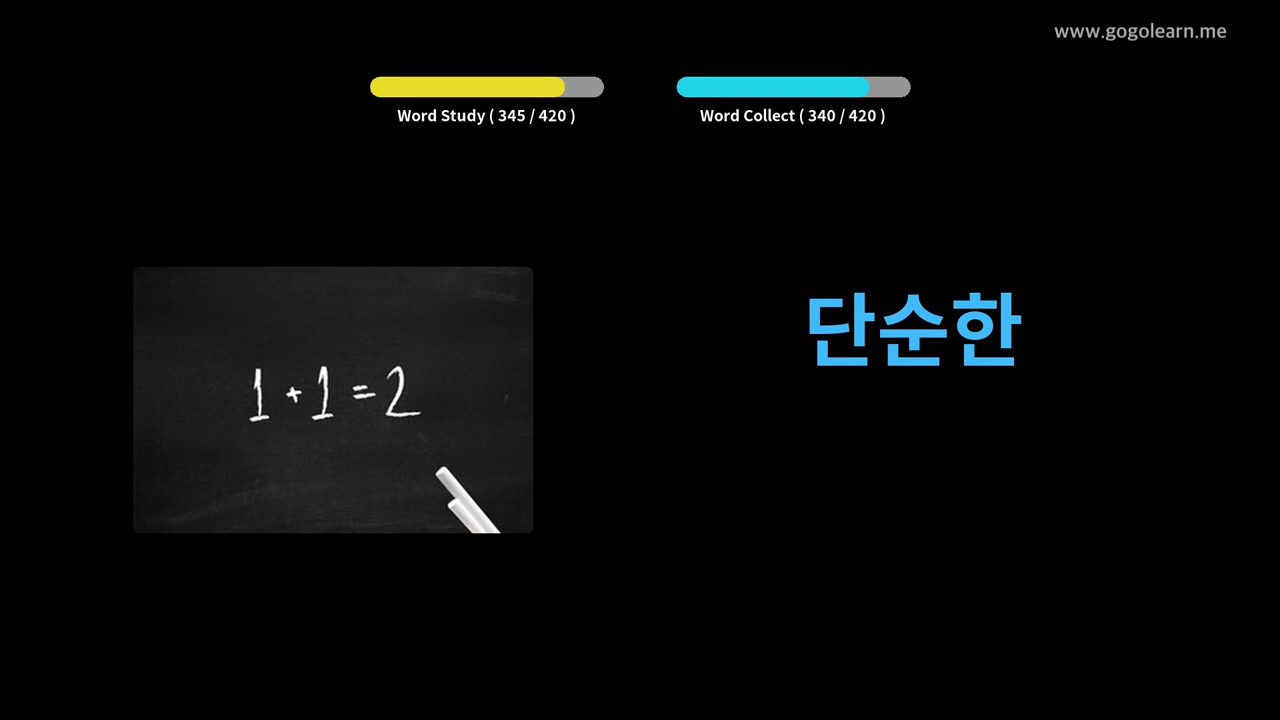 www.gogolearn.me
Word Study ( 345 / 420 )
Word Collect ( 340 / 420 )
1 + 1 = 2
단순한